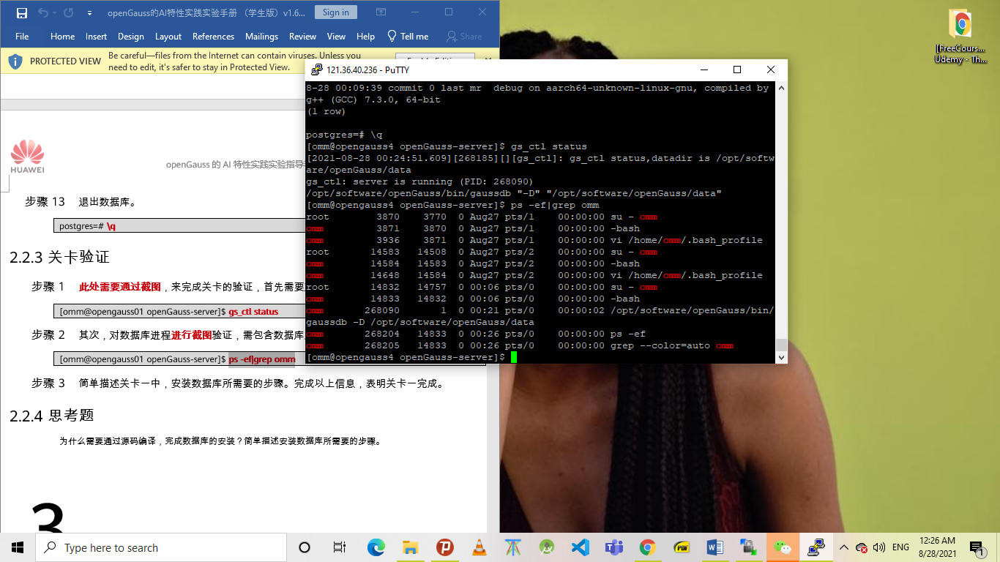 openGauss的AI特性实践实验手册 （学生版）v1.6...
Sign in
File Home Insert Design Layout References Mailings Review View Help Tell me Share
PROTECTED VIEW
Be careful—files from the Internet can contain viruses. Unless you
need to edit, it's safer to stay in Protected View.
HUAWEI
openGauss 的 AI 特性实践实验指导
步骤 13 退出数据库。
postgres=# \q
2.2.3 关卡验证
步骤 1 此处需要通过截图，来完成关卡的验证，首先需要
[omm@opengauss01 openGauss-server]$ gs_ctl status
步骤 2 其次，对数据库进程进行截图验证，需包含数据库
[omm@opengauss01 openGauss-server]$ ps -ef|grep omm
步骤 3 简单描述关卡一中，安装数据库所需要的步骤。完成以上信息，表明关卡一完成。
2.2.4 思考题
为什么需要通过源码编译，完成数据库的安装？简单描述安装数据库所需要的步骤。
3
121.36.40.236 - PuTTY
8-28 00:09:39 commit 0 last mr  debug on aarch64-unknown-linux-gnu, compiled by
g++ (GCC) 7.3.0, 64-bit
(1 row)
postgres=# \q
[omm@opengauss4 openGauss-server]$ gs_ctl status
[2021-08-28 00:24:51.609][268185][][gs_ctl]: gs_ctl status,datadir is /opt/softw
are/openGauss/data
gs_ctl: server is running (PID: 268090)
/opt/software/openGauss/bin/gaussdb "-D" "/opt/software/openGauss/data"
[omm@opengauss4 openGauss-server]$ ps -ef|grep omm
root 3870 3770 0 Aug27 pts/1 00:00:00 su - omm
omm 3871 3870 0 Aug27 pts/1 00:00:00 -bash
omm 3936 3871 0 Aug27 pts/1 00:00:00 vi /home/omm/.bash_profile
root 14583 14508 0 Aug27 pts/2 00:00:00 su - omm
omm 14584 14583 0 Aug27 pts/2 00:00:00 -bash
omm 14648 14584 0 Aug27 pts/2 00:00:00 vi /home/omm/.bash_profile
root 14832 14757 0 00:06 pts/0 00:00:00 su - omm
omm 14833 14832 0 00:06 pts/0 00:00:00 -bash
omm 268090 1 0 00:21 pts/0 00:00:02 /opt/software/openGauss/bin/
gaussdb -D /opt/software/openGauss/data
omm 268204 14833 0 00:26 pts/0 00:00:00 ps -ef
omm 268205 14833 0 00:26 pts/0 00:00:00 grep --color=auto omm
[omm@opengauss4 openGauss-server]$
[FreeCours...
Udemy - Th...
Type here to search
PDF
ENG
12:26 AM
8/28/2021
1